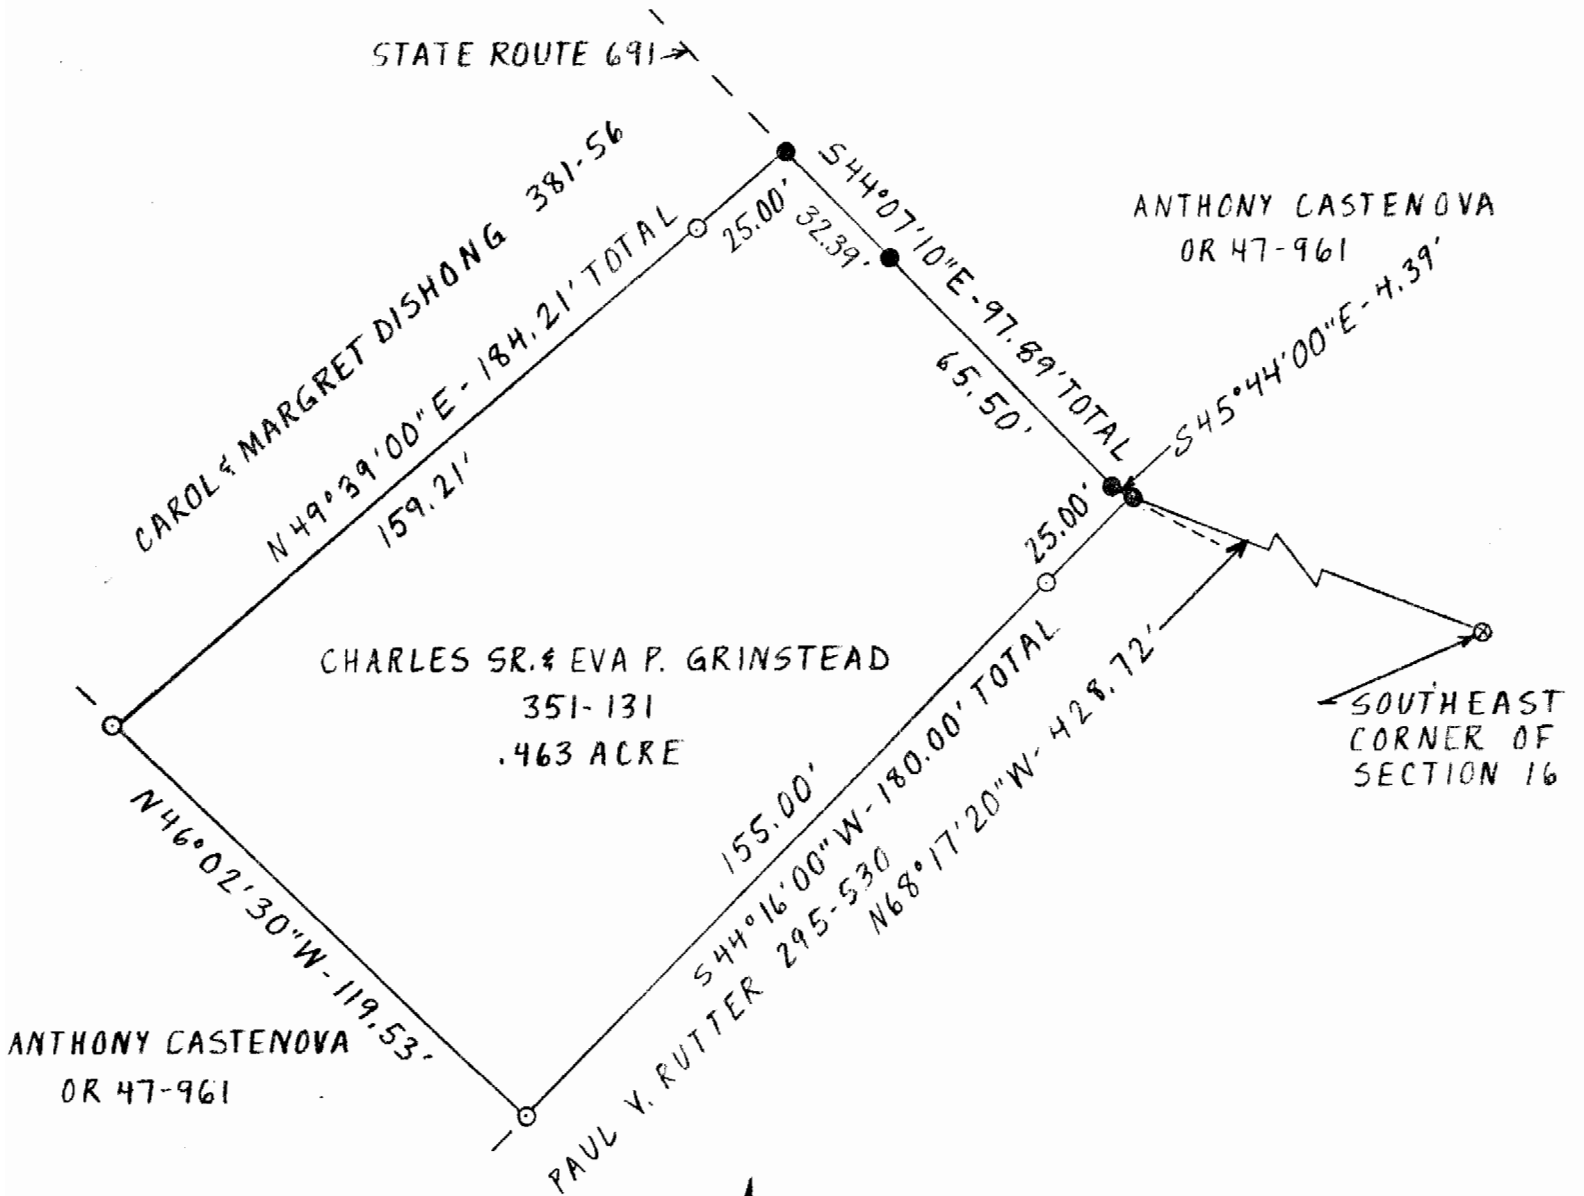 STATE ROUTE 691
CAROL & MARGRET DISHONG 381-56
N49°39'00"E - 184.21' TOTAL
159.21'
25.00'
32.39'
S44°07'10"E-97.89'TOTAL
65.50'
ANTHONY CASTENOVA
OR 47-961
S45°44'00"E-4.39'
25.00'
CHARLES SR. & EVA P. GRINSTEAD
351-131
.463 ACRE
SOUTHEAST
CORNER OF
SECTION 16
155.00'
S44°16'00"W-180.00' TOTAL
PAUL V. RUTTER 295-530
N68°17'20"W-428.72'
N46°02'30"W-119.53'
ANTHONY CASTENOVA
OR 47-961